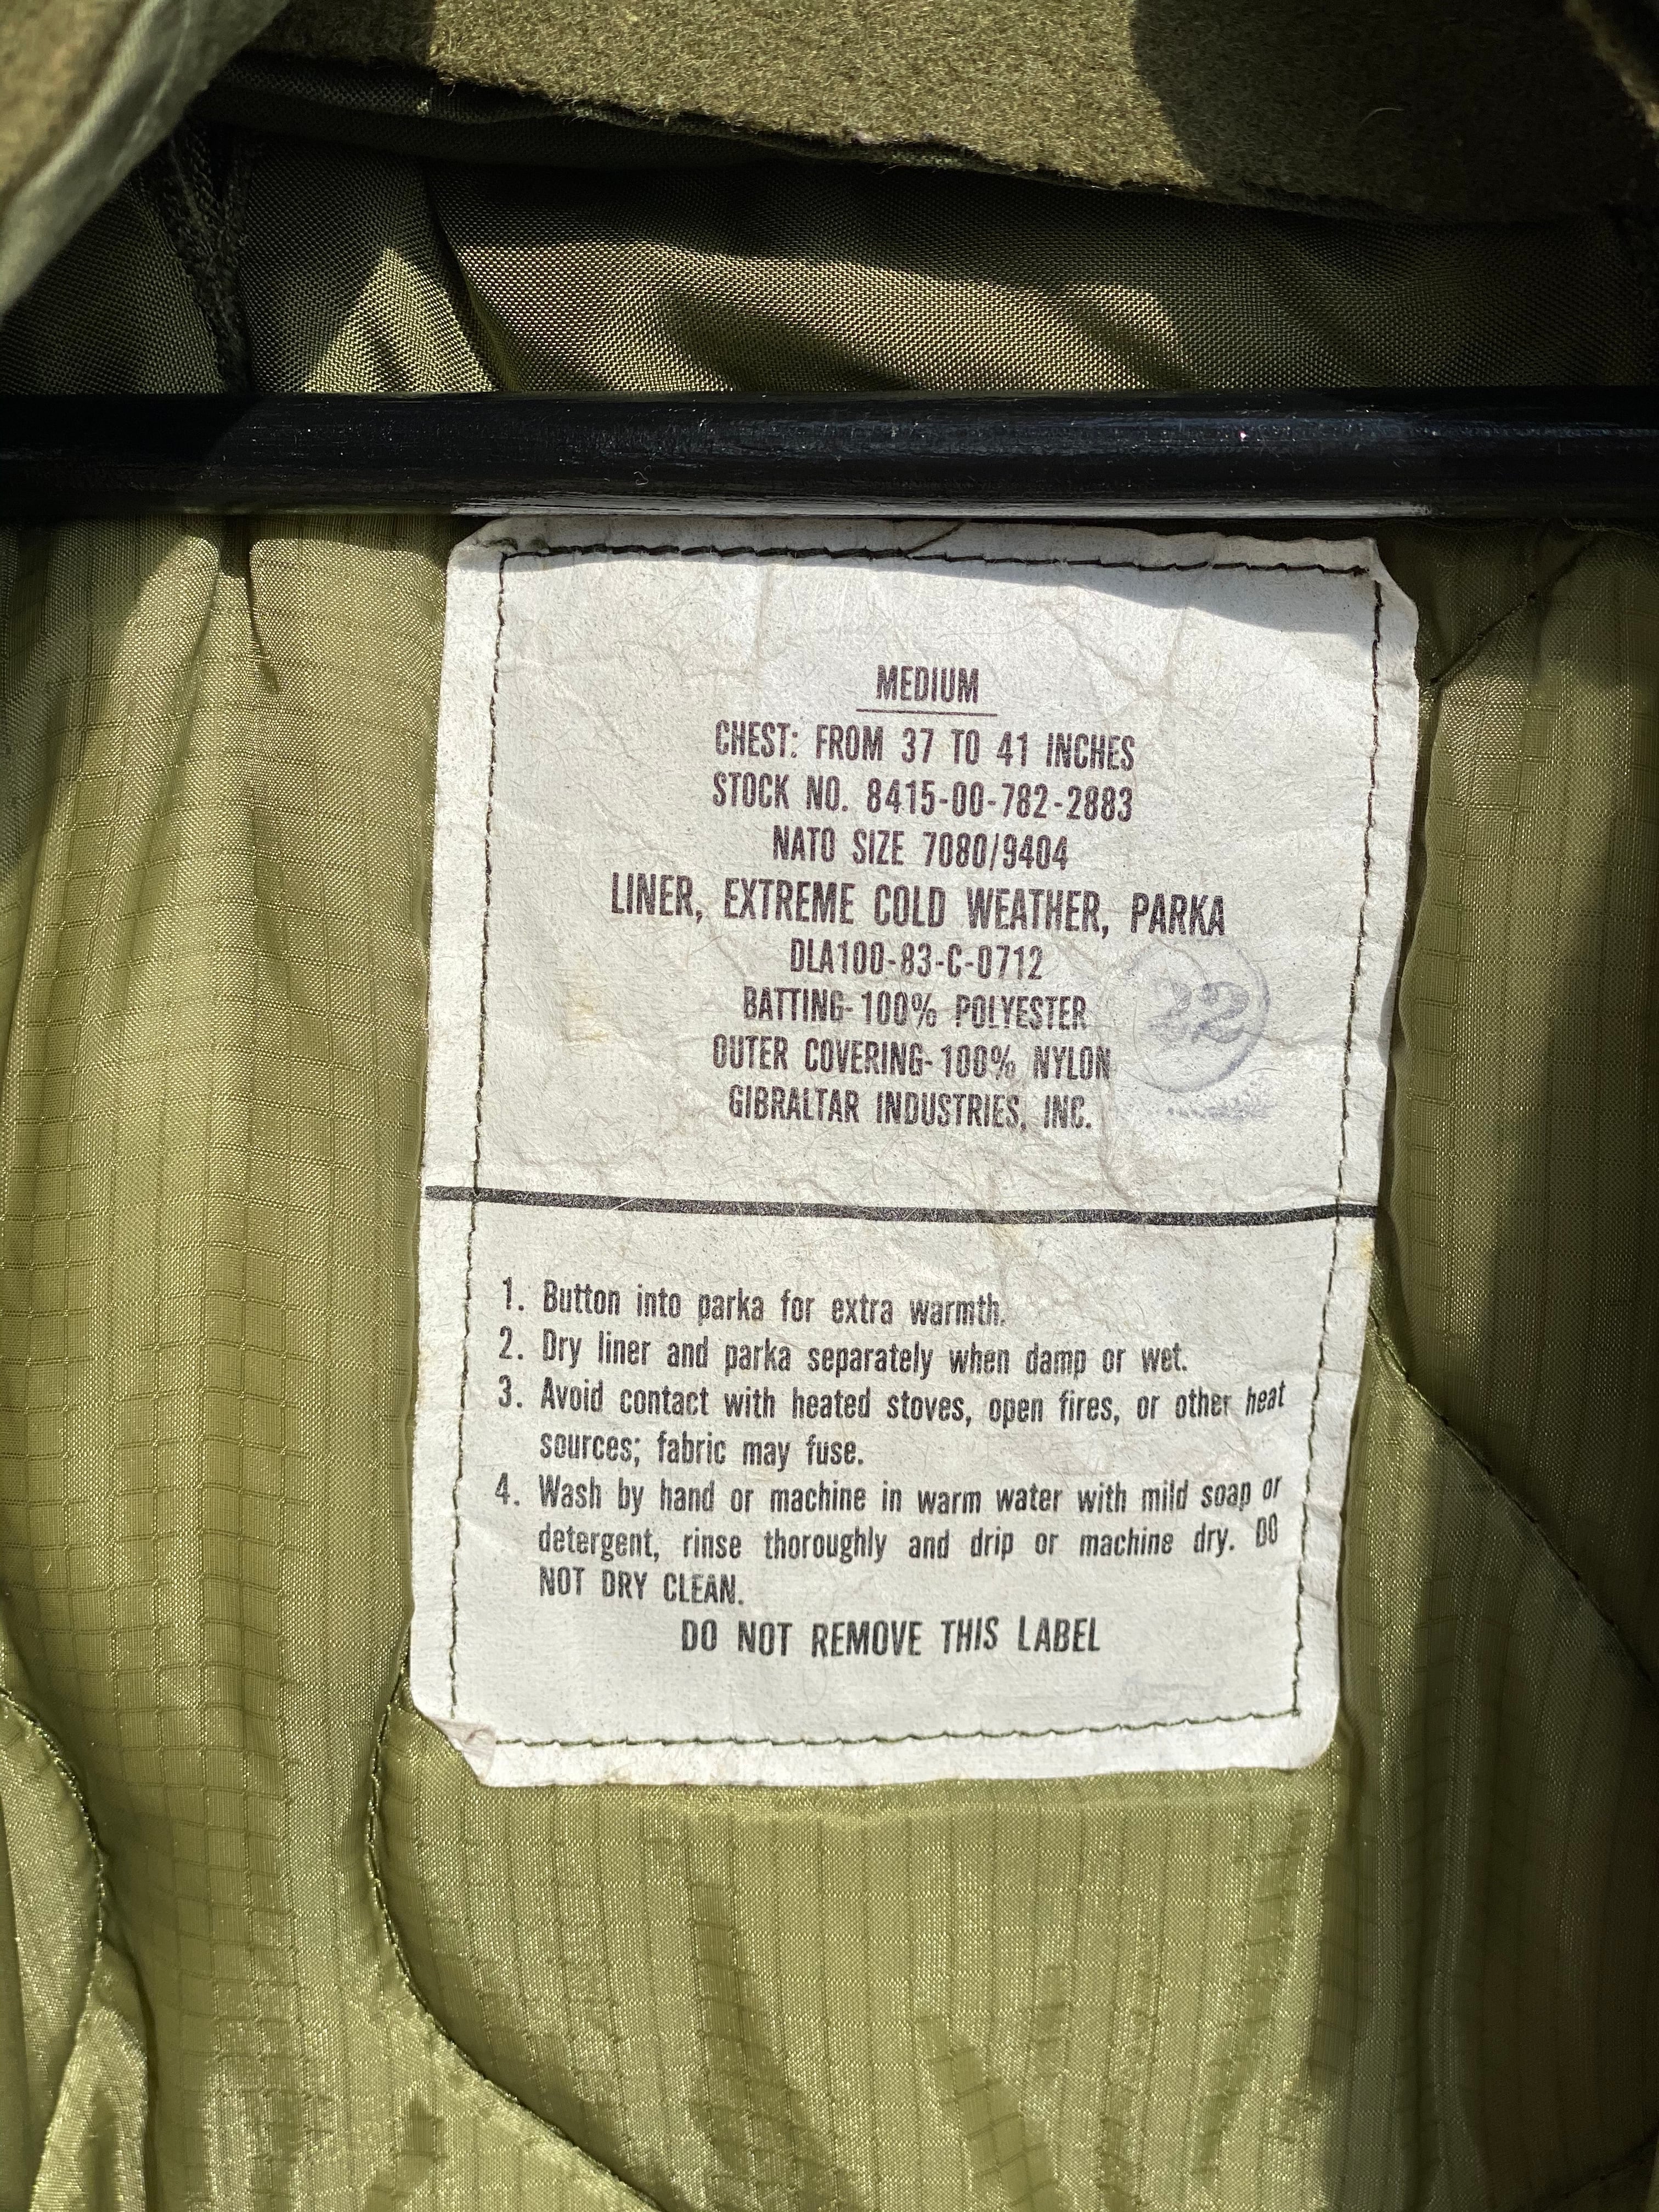 MEDIUM
CHEST: FROM 37 TO 41 INCHES
STOCK NO. 8415-00-782-2883
NATO SIZE 7080/9404
LINER, EXTREME COLD WEATHER, PARKA
DLA100-83-C-0712
22
BATTING-100% POLYESTER
OUTER COVERING-100% NYLON
GIBRALTAR INDUSTRIES, INC.
1. Button into parka for extra warmth.
2. Dry liner and parka separately when damp or wet.
3. Avoid contact with heated stoves, open fires, or other heat
sources; fabric may fuse.
4. Wash by hand or machine in warm water with mild soap or
detergent, rinse thoroughly and drip or machine dry. DO
NOT DRY CLEAN.
DO NOT REMOVE THIS LABEL